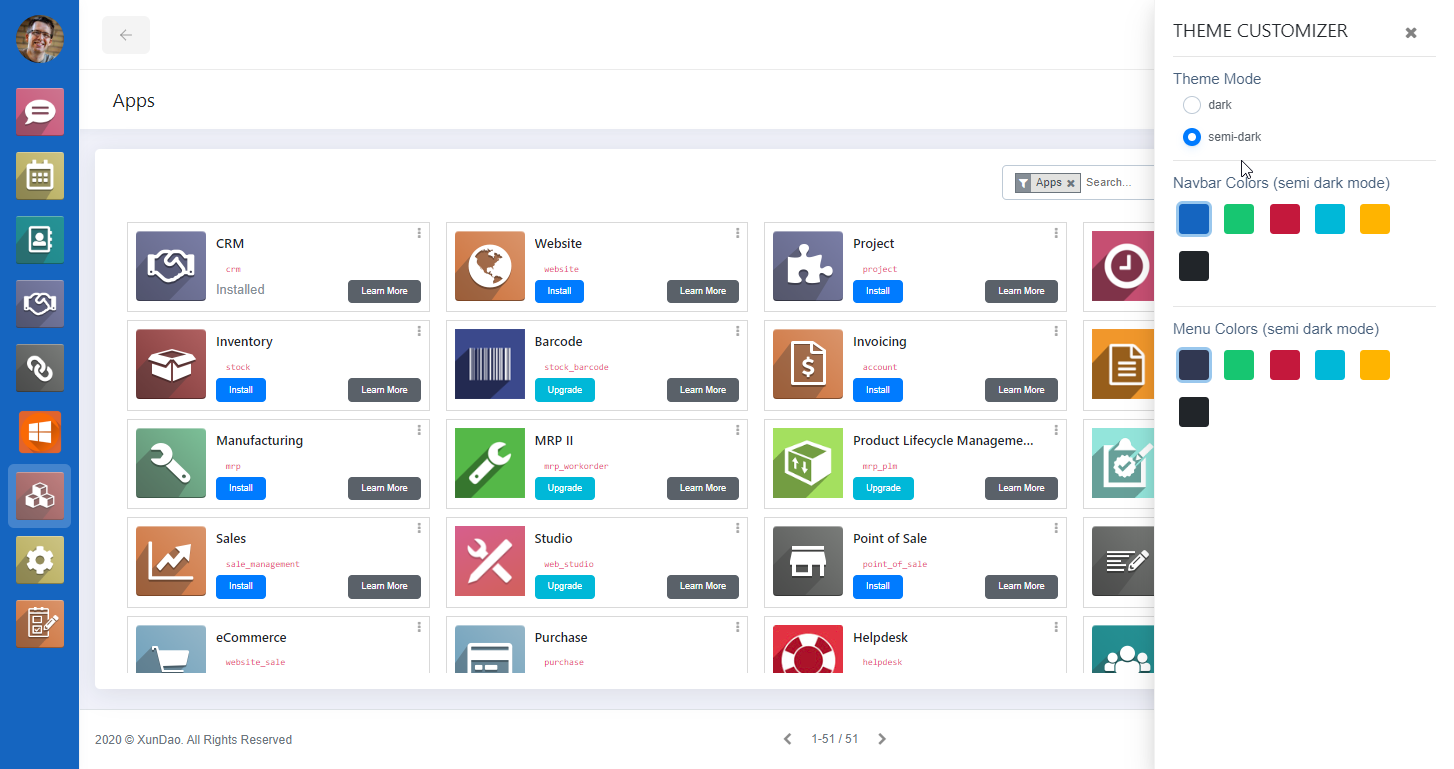 THEME CUSTOMIZER
Theme Mode
dark
semi-dark
Navbar Colors (semi dark mode)
Menu Colors (semi dark mode)
Apps
Apps Search...
CRM
crm
Installed Learn More
Website
website
Install Learn More
Project
project
Install Learn More
Inventory
stock
Install Learn More
Barcode
stock_barcode
Upgrade Learn More
Invoicing
account
Install Learn More
Manufacturing
mrp
Install Learn More
MRP II
mrp_workorder
Upgrade Learn More
Product Lifecycle Manageme...
mrp_plm
Upgrade Learn More
Sales
sale_management
Install Learn More
Studio
web_studio
Upgrade Learn More
Point of Sale
point_of_sale
Install Learn More
eCommerce
website_sale
Purchase
purchase
Helpdesk
helpdesk
2020 © XunDao. All Rights Reserved
1-51 / 51